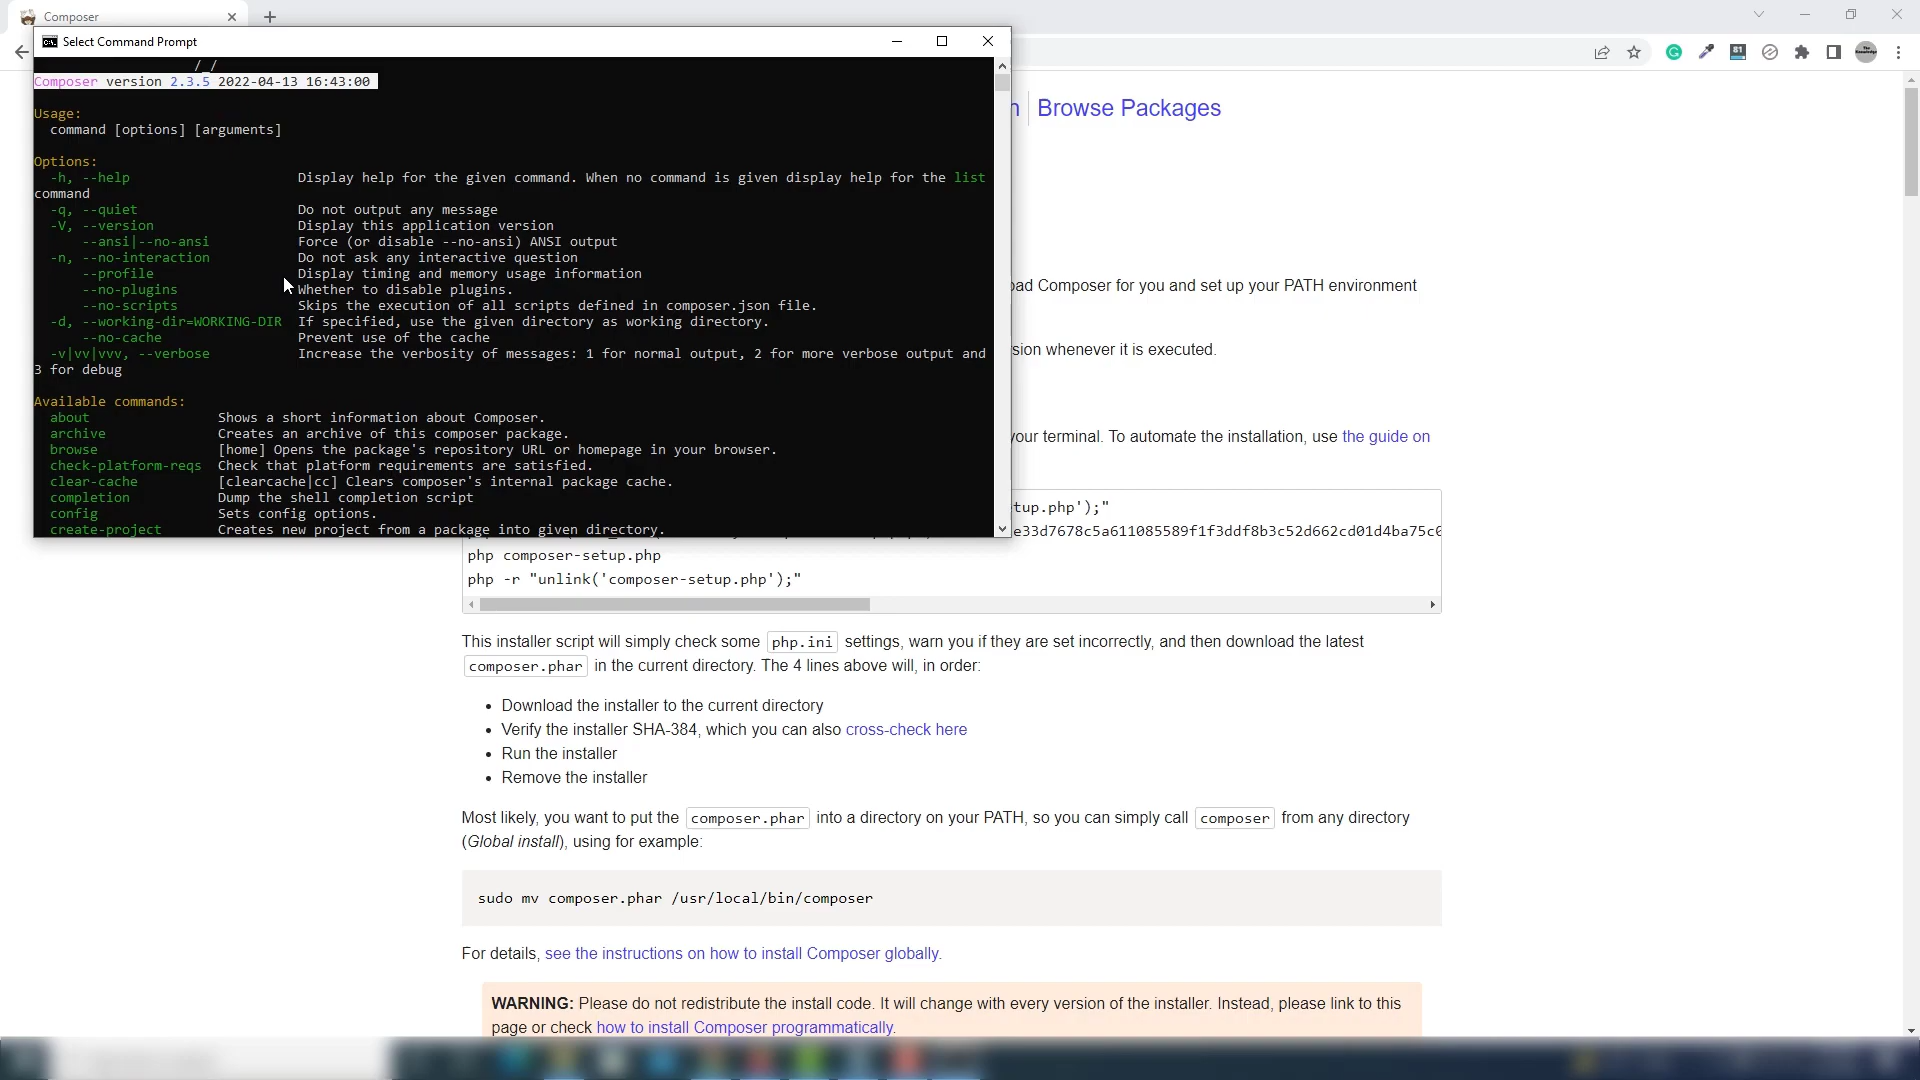 Composer
Select Command Prompt
/_/
Composer version 2.3.5 2022-04-13 16:43:00
Usage:
command [options] [arguments]
Options:
-h, --help Display help for the given command. When no command is given display help for the list
command
-q, --quiet Do not output any message
-V, --version Display this application version
--ansi|--no-ansi Force (or disable --no-ansi) ANSI output
-n, --no-interaction Do not ask any interactive question
--profile Display timing and memory usage information
--no-plugins Whether to disable plugins.
--no-scripts Skips the execution of all scripts defined in composer.json file.
-d, --working-dir=WORKING-DIR If specified, use the given directory as working directory.
--no-cache Prevent use of the cache
-v|vv|vvv, --verbose Increase the verbosity of messages: 1 for normal output, 2 for more verbose output and
3 for debug
Available commands:
about Shows a short information about Composer.
archive Creates an archive of this composer package.
browse [home] Opens the package's repository URL or homepage in your browser.
check-platform-reqs Check that platform requirements are satisfied.
clear-cache [clearcache|cc] Clears composer's internal package cache.
completion Dump the shell completion script
config Sets config options.
create-project Creates new project from a package into given directory.
Browse Packages
Composer for you and set up your PATH environment
whenever it is executed.
your terminal. To automate the installation, use the guide on
etup.php');"
e33d7678c5a611085589f1f3ddf8b3c52d662cd01d4ba75c
php composer-setup.php
php -r "unlink('composer-setup.php');"
This installer script will simply check some php.ini settings, warn you if they are set incorrectly, and then download the latest
composer.phar in the current directory. The 4 lines above will, in order:
• Download the installer to the current directory
• Verify the installer SHA-384, which you can also cross-check here
• Run the installer
• Remove the installer
Most likely, you want to put the composer.phar into a directory on your PATH, so you can simply call composer from any directory
(Global install), using for example:
sudo mv composer.phar /usr/local/bin/composer
For details, see the instructions on how to install Composer globally.
WARNING: Please do not redistribute the install code. It will change with every version of the installer. Instead, please link to this
page or check how to install Composer programmatically.